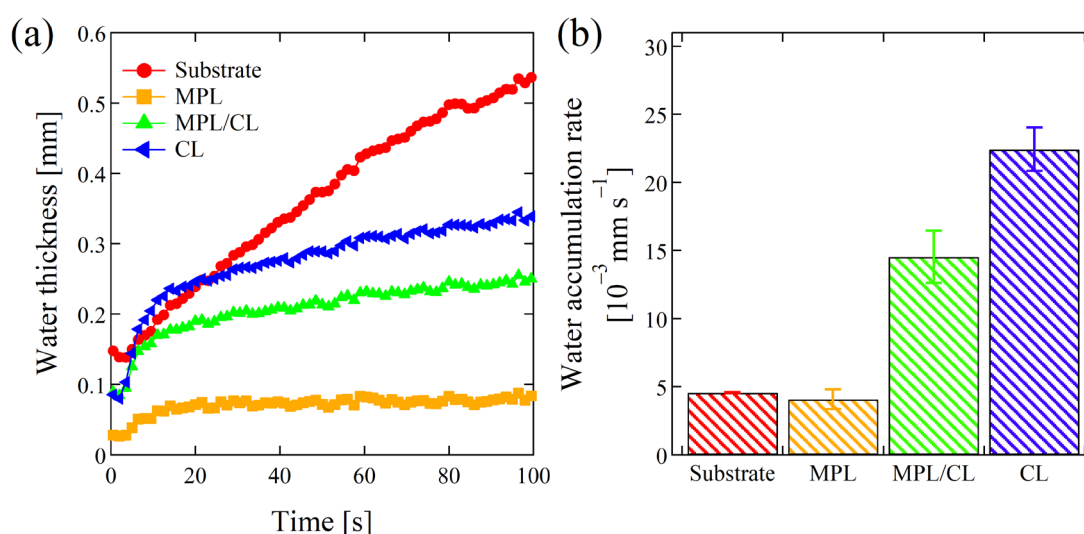 (a)
0.6
0.5
0.4
0.3
0.2
0.1
0
Water thickness [mm]
Substrate
MPL
MPL/CL
CL
0 20 40 60 80 100
Time [s]
(b)
30
25
20
15
10
5
0
Water accumulation rate
[10⁻³ mm s⁻¹]
Substrate MPL MPL/CL CL